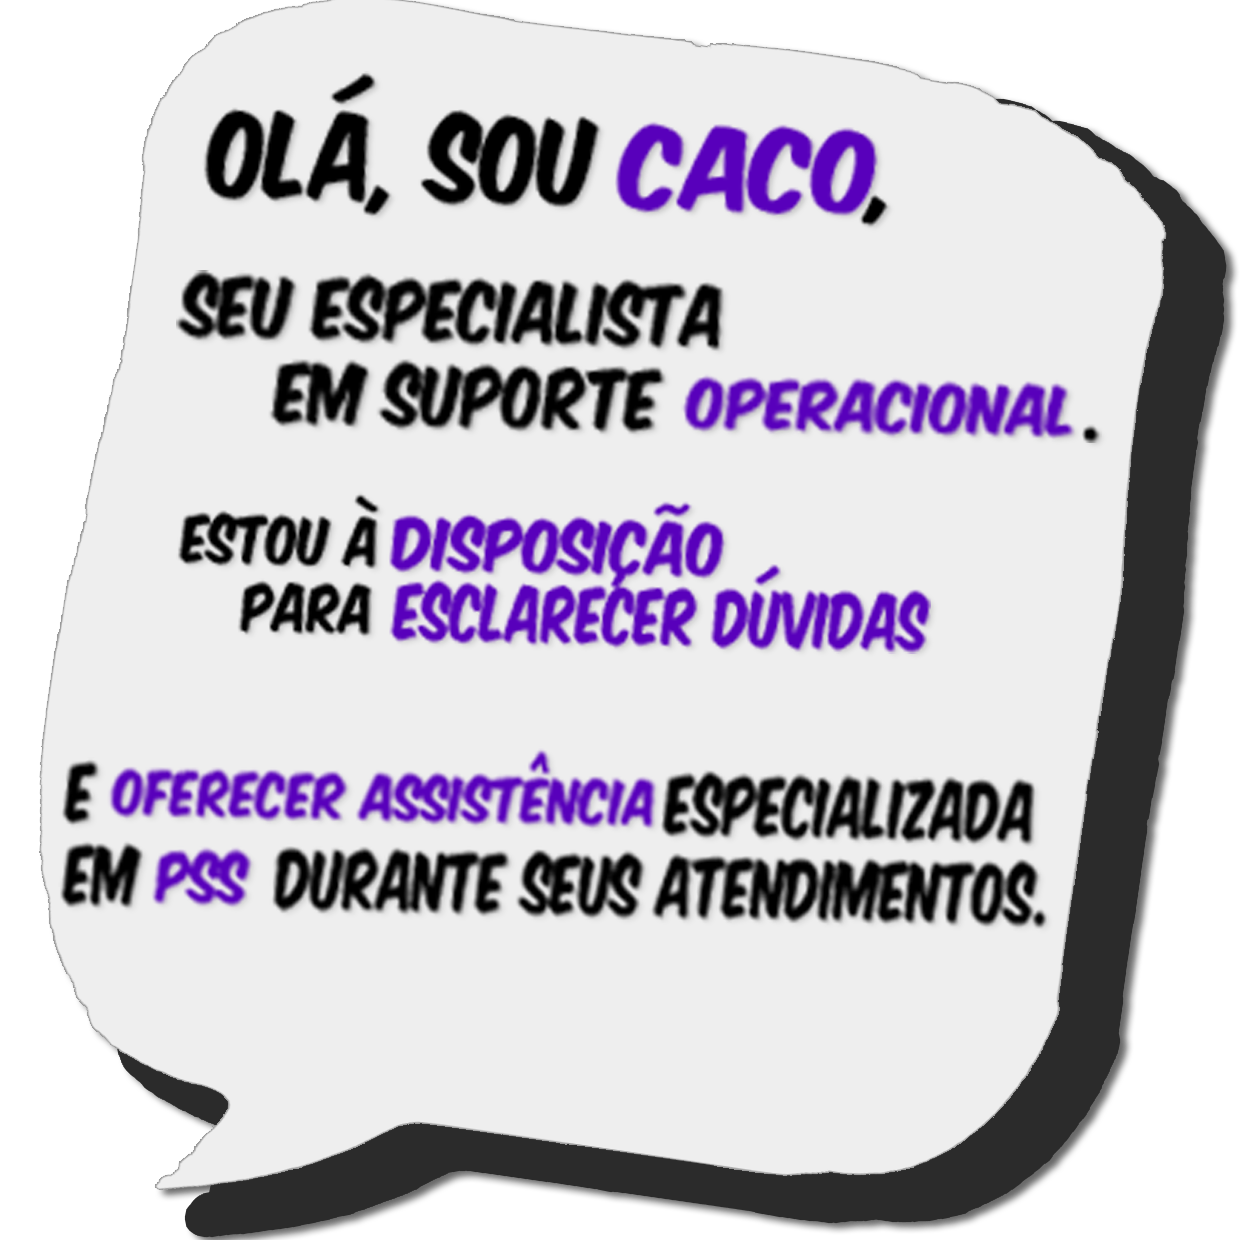 OLÁ, SOU CACO,
SEU ESPECIALISTA
EM SUPORTE OPERACIONAL.
ESTOU À DISPOSIÇÃO
PARA ESCLARECER DÚVIDAS
E OFERECER ASSISTÊNCIA ESPECIALIZADA
EM PSS DURANTE SEUS ATENDIMENTOS.